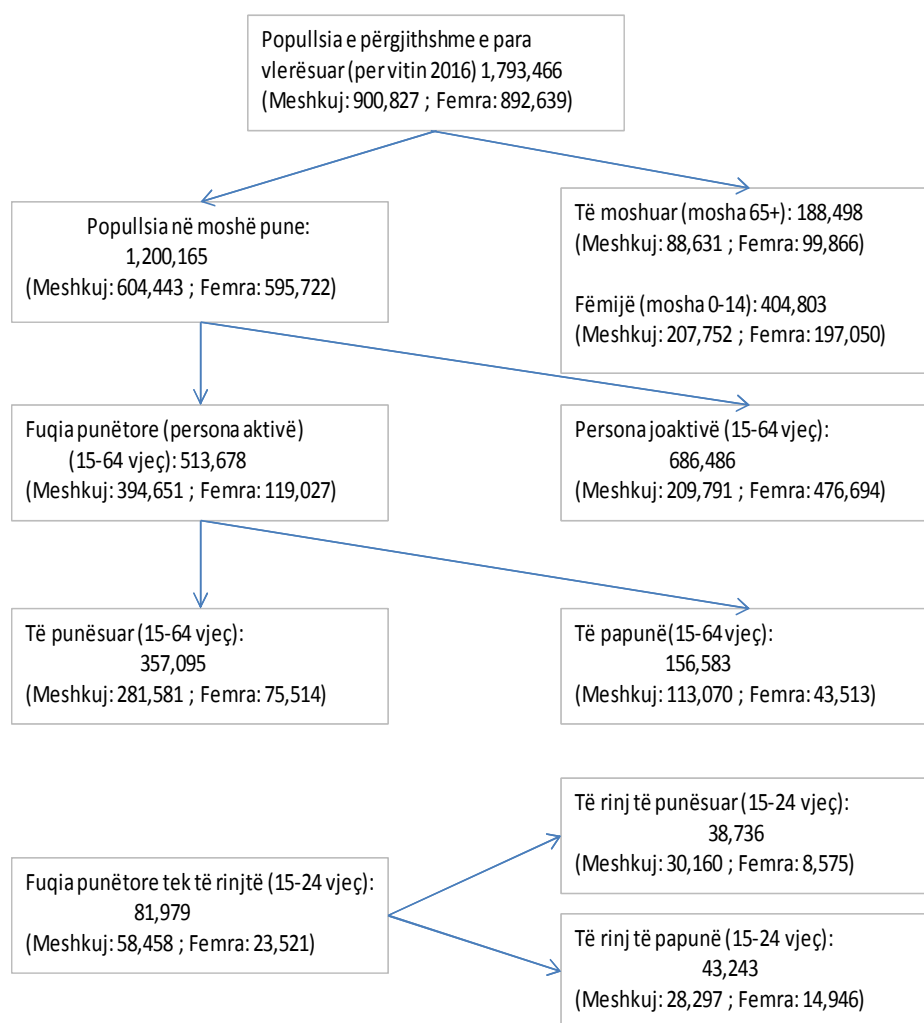 Popullsia e përgjithshme e para
vlerësuar (per vitin 2016) 1,793,466
(Meshkuj: 900,827 ; Femra: 892,639)
Popullsia në moshë pune:
1,200,165
(Meshkuj: 604,443 ; Femra: 595,722)
Të moshuar (mosha 65+): 188,498
(Meshkuj: 88,631 ; Femra: 99,866)
Fëmijë (mosha 0-14): 404,803
(Meshkuj: 207,752 ; Femra: 197,050)
Fuqia punëtore (persona aktivë)
(15-64 vjeç): 513,678
(Meshkuj: 394,651 ; Femra: 119,027)
Persona joaktivë (15-64 vjeç):
686,486
(Meshkuj: 209,791 ; Femra: 476,694)
Të punësuar (15-64 vjeç):
357,095
(Meshkuj: 281,581 ; Femra: 75,514)
Të papunë(15-64 vjeç):
156,583
(Meshkuj: 113,070 ; Femra: 43,513)
Të rinj të punësuar (15-24 vjeç):
38,736
(Meshkuj: 30,160 ; Femra: 8,575)
Fuqia punëtore tek të rinjtë (15-24 vjeç):
81,979
(Meshkuj: 58,458 ; Femra: 23,521)
Të rinj të papunë (15-24 vjeç):
43,243
(Meshkuj: 28,297 ; Femra: 14,946)